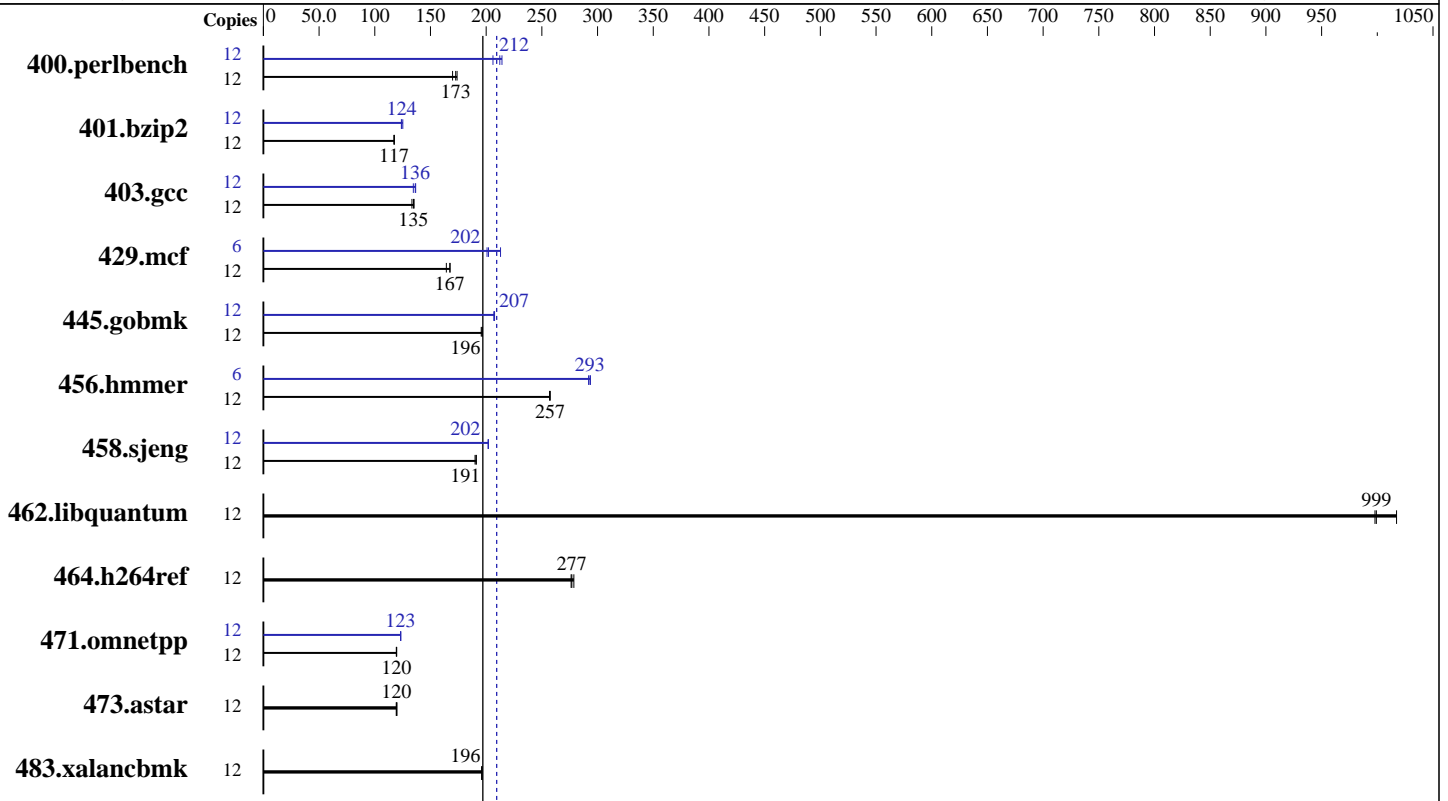 Copies 0 50.0 100 150 200 250 300 350 400 450 500 550 600 650 700 750 800 850 900 950 1050
400.perlbench 12 212
12 173
401.bzip2 12 124
12 117
403.gcc 12 136
12 135
429.mcf 6 202
12 167
445.gobmk 12 207
12 196
456.hmmer 6 293
12 257
458.sjeng 12 202
12 191
462.libquantum 12 999
464.h264ref 12 277
471.omnetpp 12 123
12 120
473.astar 12 120
483.xalancbmk 12 196